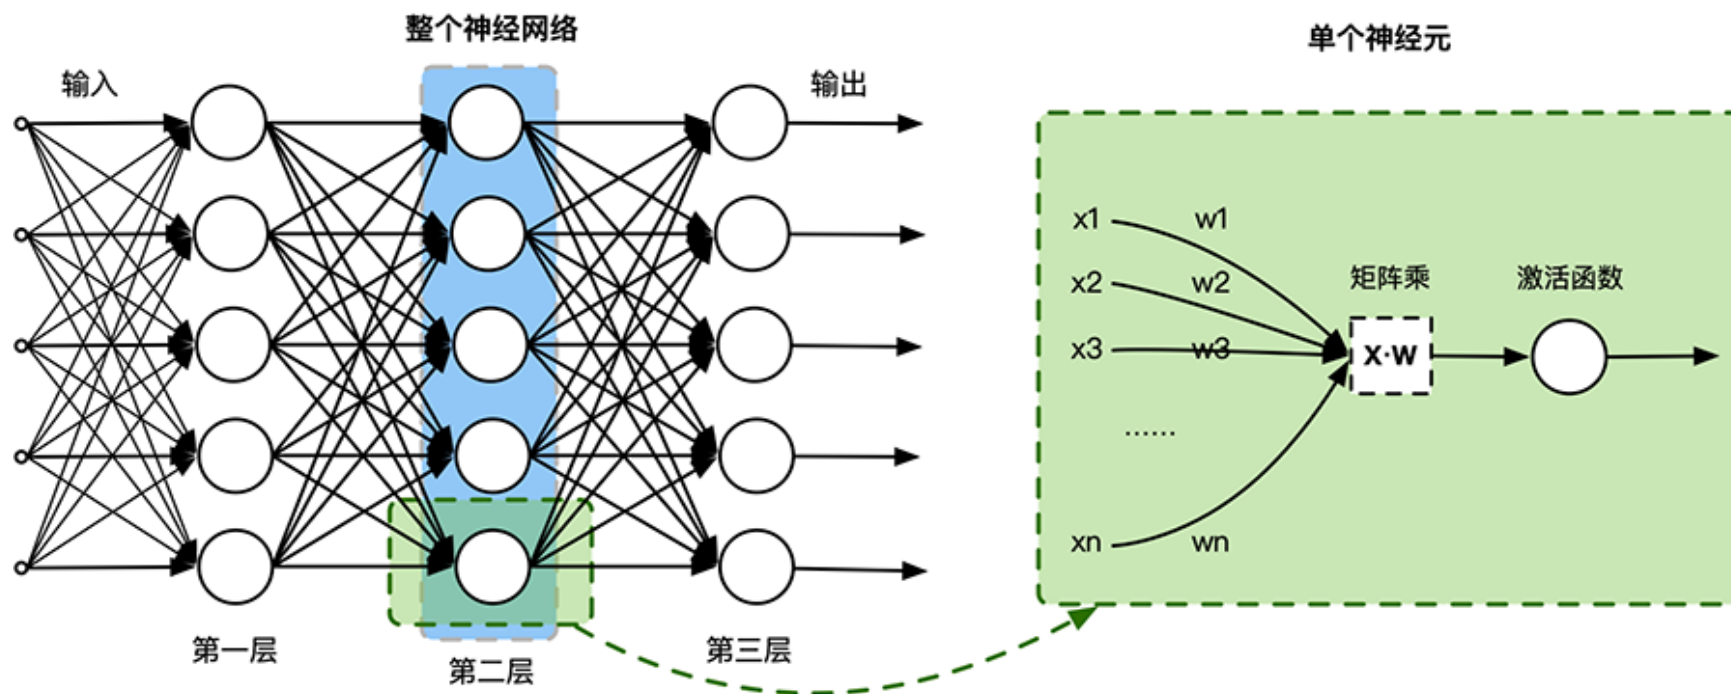 整个神经网络
输入
输出
第一层
第二层
第三层
单个神经元
x1
w1
x2
w2
x3
w3
……
xn
wn
矩阵乘
X·W
激活函数